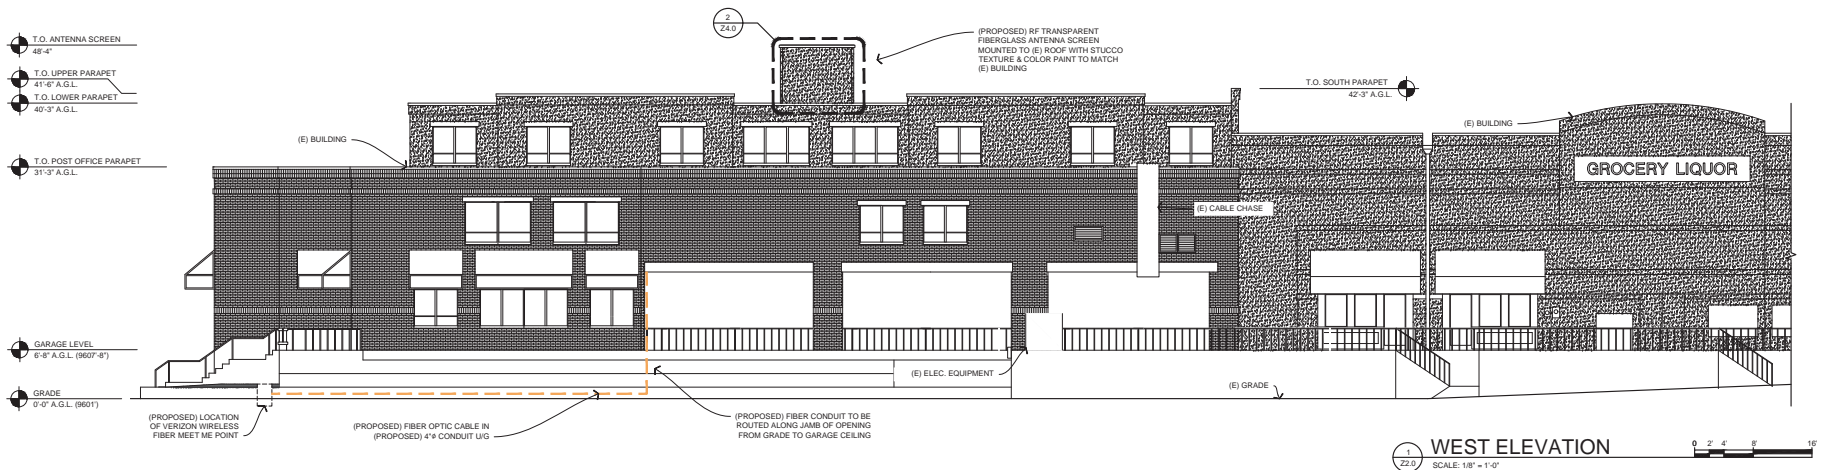 2
Z4.0
(PROPOSED) RF TRANSPARENT
FIBERGLASS ANTENNA SCREEN
MOUNTED TO (E) ROOF WITH STUCCO
TEXTURE & COLOR PAINT TO MATCH
(E) BUILDING
T.O. ANTENNA SCREEN
48'-4"
T.O. UPPER PARAPET
41'-6" A.G.L.
T.O. LOWER PARAPET
40'-3" A.G.L.
T.O. SOUTH PARAPET
42'-3" A.G.L.
(E) BUILDING
(E) BUILDING
T.O. POST OFFICE PARAPET
31'-3" A.G.L.
GROCERY LIQUOR
(E) CABLE CHASE
GARAGE LEVEL
6'-8" A.G.L. (9607'-8")
(E) ELEC. EQUIPMENT
(E) GRADE
GRADE
0'-0" A.G.L. (9601')
(PROPOSED) LOCATION
OF VERIZON WIRELESS
FIBER MEET ME POINT
(PROPOSED) FIBER OPTIC CABLE IN
(PROPOSED) 4"ø CONDUIT U/G
(PROPOSED) FIBER CONDUIT TO BE
ROUTED ALONG JAMB OF OPENING
FROM GRADE TO GARAGE CEILING
1
Z2.0
WEST ELEVATION
SCALE: 1/8" = 1'-0"
0 2' 4' 8' 16'